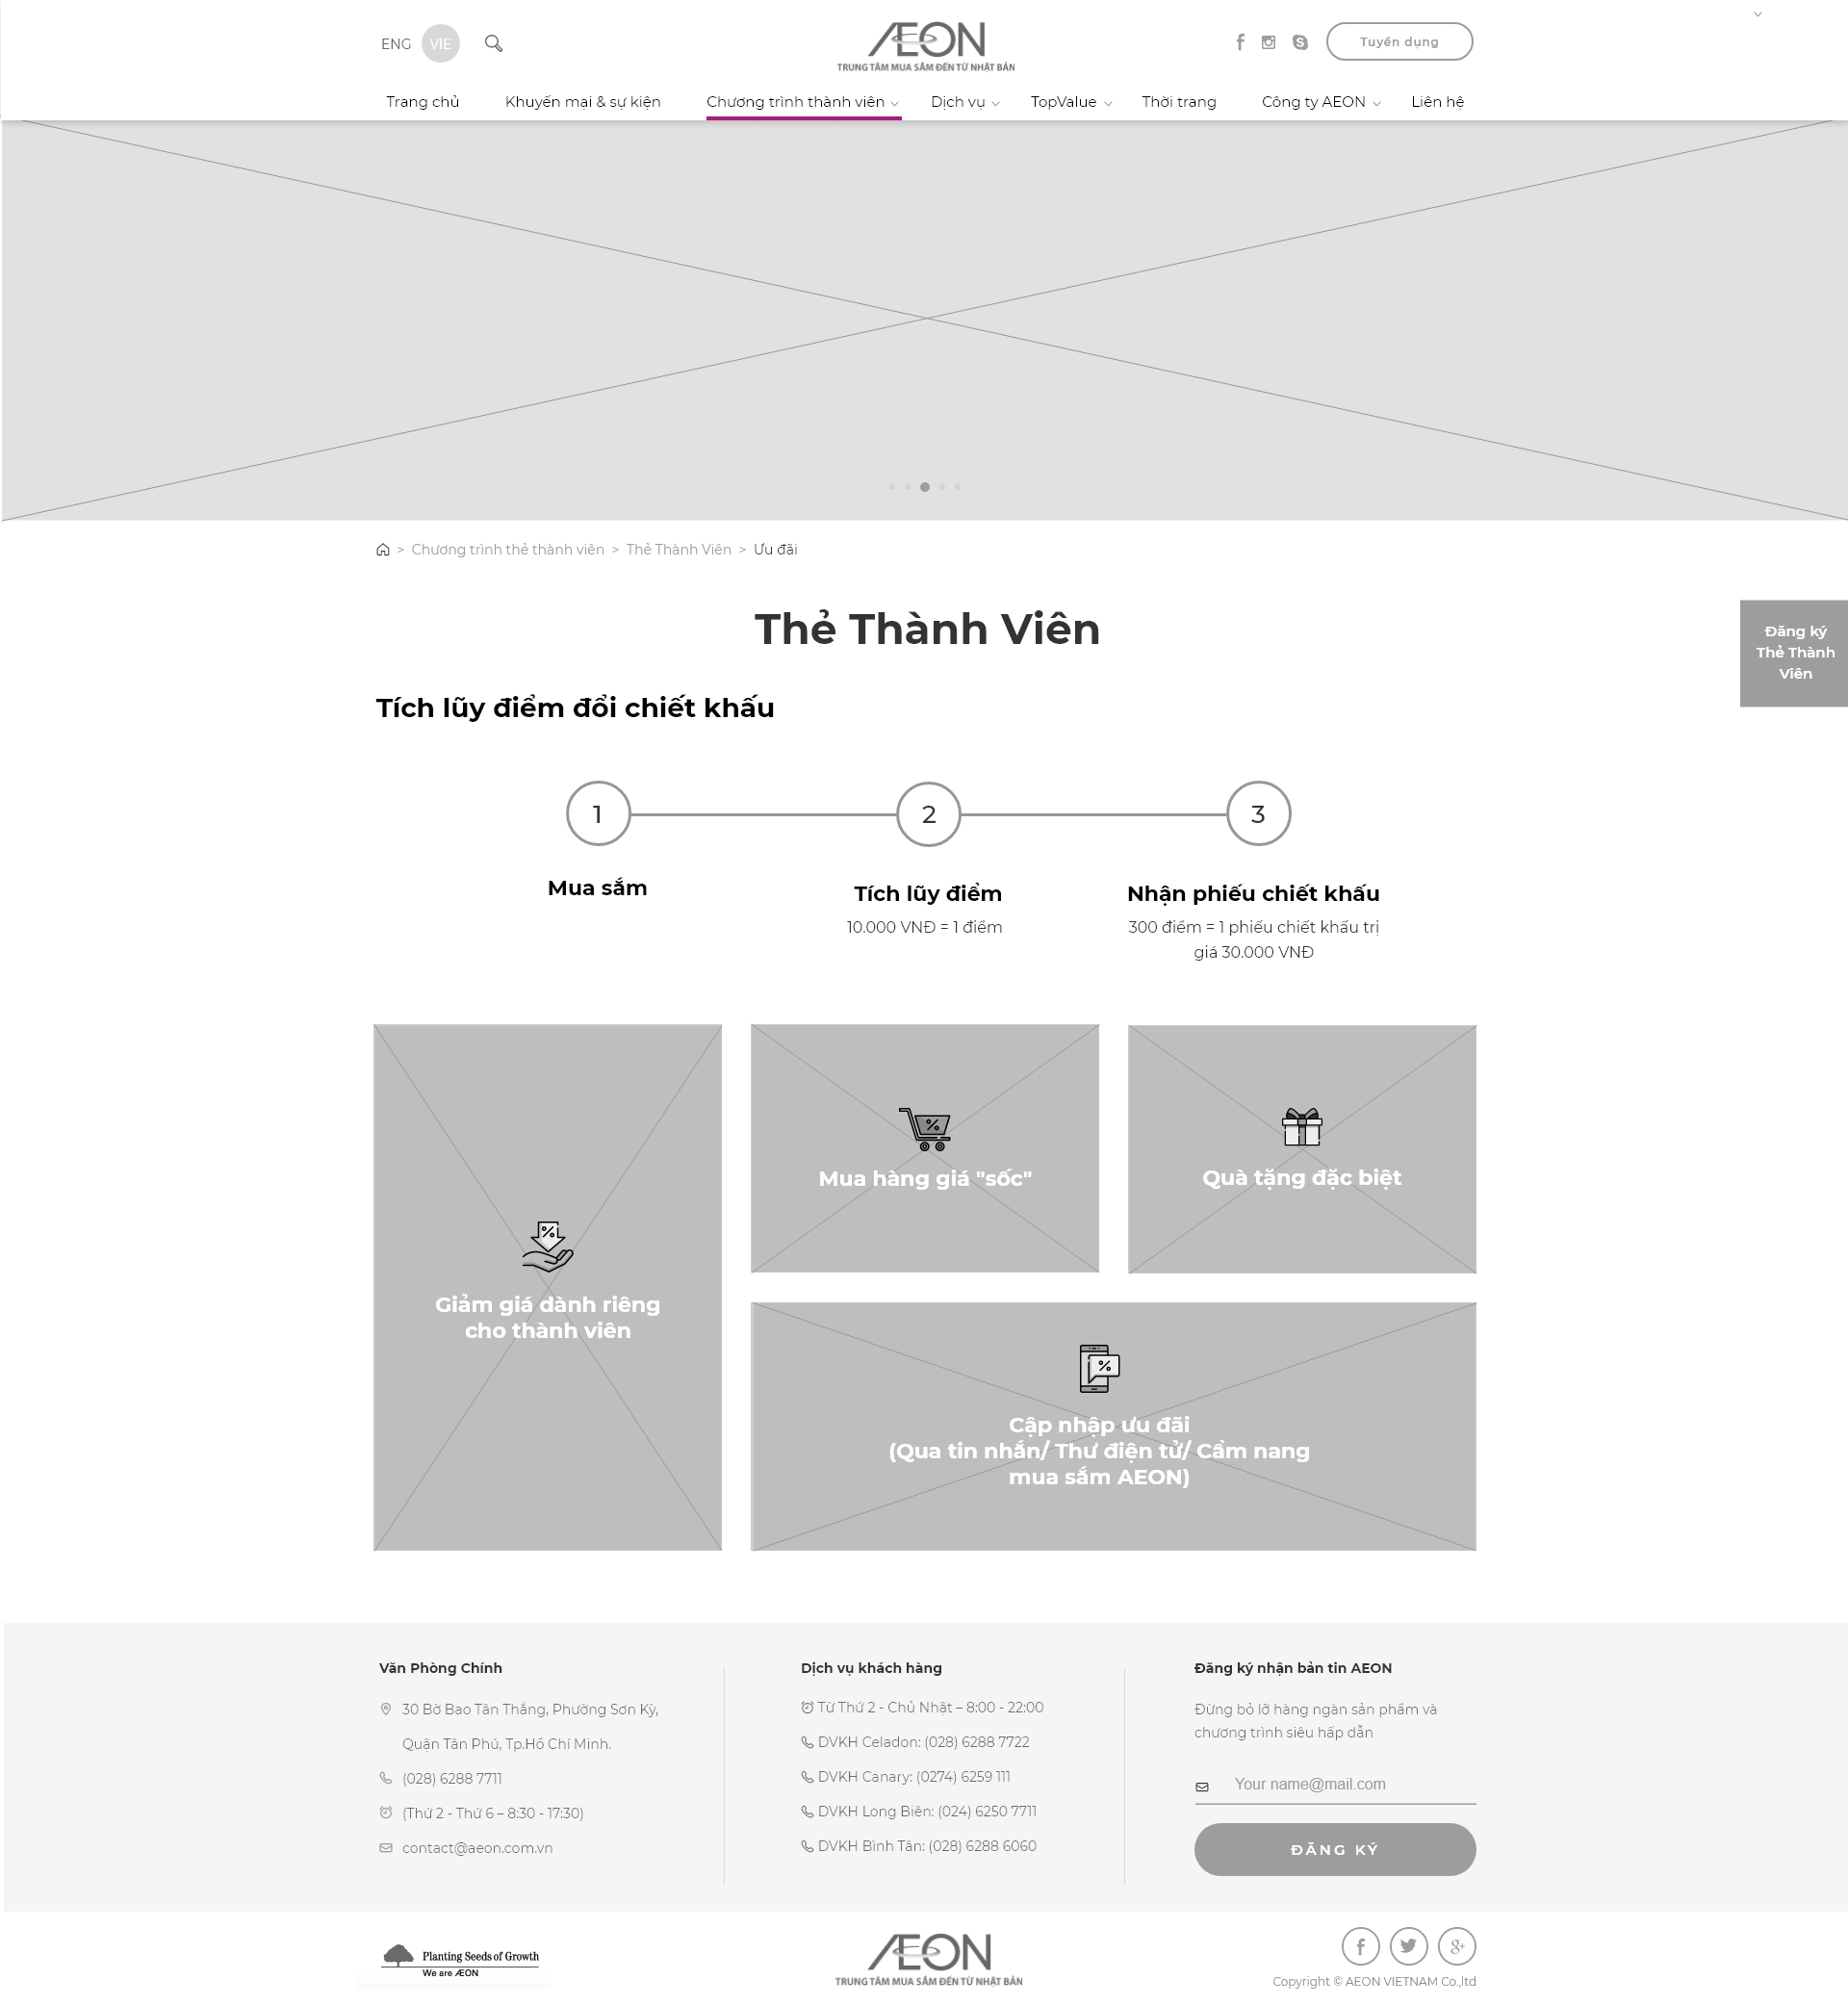 ENG VIE
AEON
TRUNG TÂM MUA SẮM ĐẾN TỪ NHẬT BẢN
Tuyển dụng
Trang chủ Khuyến mại & sự kiện Chương trình thành viên Dịch vụ TopValue Thời trang Công ty AEON Liên hệ
> Chương trình thẻ thành viên > Thẻ Thành Viên > Ưu đãi
Thẻ Thành Viên
Đăng ký
Thẻ Thành
Viên
Tích lũy điểm đổi chiết khấu
1 2 3
Mua sắm
Tích lũy điểm
10.000 VNĐ = 1 điểm
Nhận phiếu chiết khấu
300 điểm = 1 phiếu chiết khấu trị
giá 30.000 VNĐ
Giảm giá dành riêng
cho thành viên
Mua hàng giá "sốc"
Quà tặng đặc biệt
Cập nhập ưu đãi
(Qua tin nhắn/ Thư điện tử/ Cẩm nang
mua sắm AEON)
Văn Phòng Chính
30 Bờ Bao Tân Thắng, Phường Sơn Kỳ,
Quận Tân Phú, Tp.Hồ Chí Minh.
(028) 6288 7711
(Thứ 2 - Thứ 6 – 8:30 - 17:30)
contact@aeon.com.vn
Dịch vụ khách hàng
Từ Thứ 2 - Chủ Nhật – 8:00 - 22:00
DVKH Celadon: (028) 6288 7722
DVKH Canary: (0274) 6259 111
DVKH Long Biên: (024) 6250 7711
DVKH Bình Tân: (028) 6288 6060
Đăng ký nhận bản tin AEON
Đừng bỏ lỡ hàng ngàn sản phẩm và
chương trình siêu hấp dẫn
Your name@mail.com
ĐĂNG KÝ
Planting Seeds of Growth
We are ÆON
AEON
TRUNG TÂM MUA SẮM ĐẾN TỪ NHẬT BẢN
Copyright © AEON VIETNAM Co.,ltd